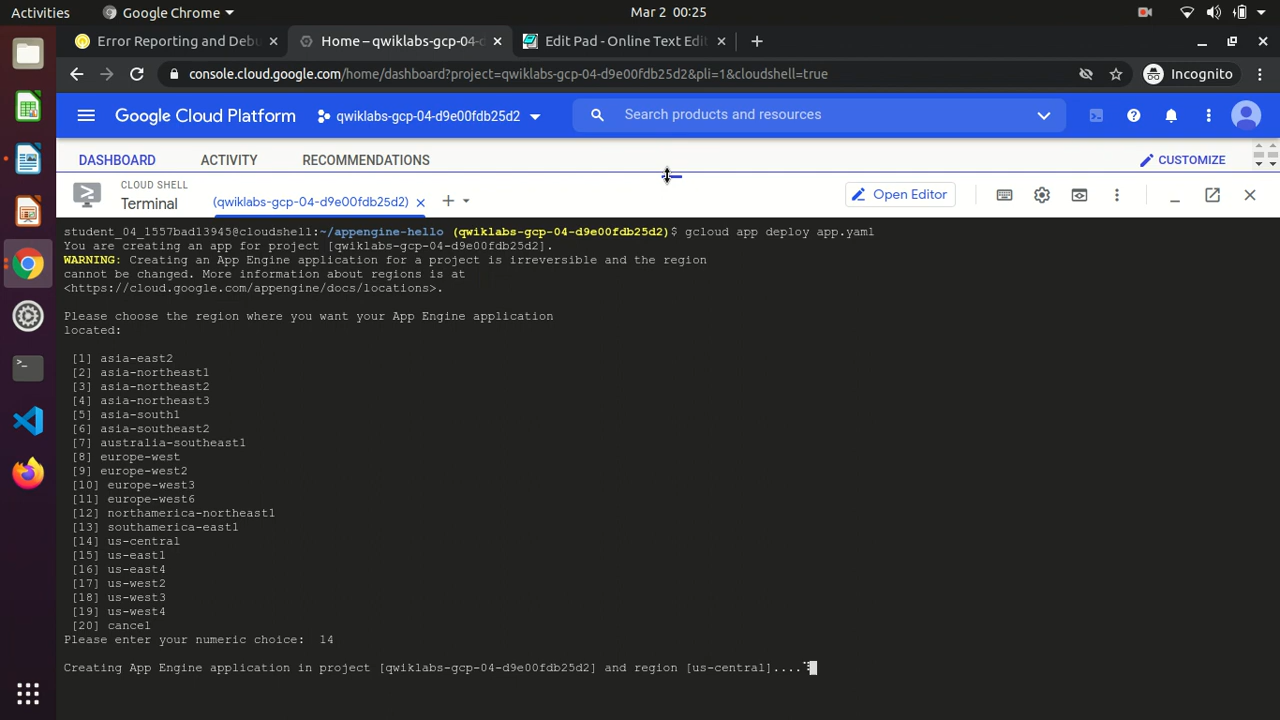 Activities
Google Chrome
Mar 2 00:25
Error Reporting and Debu
Home – qwiklabs-gcp-04-d
Edit Pad - Online Text Edit
console.cloud.google.com/home/dashboard?project=qwiklabs-gcp-04-d9e00fdb25d2&pli=1&cloudshell=true
Incognito
Google Cloud Platform
qwiklabs-gcp-04-d9e00fdb25d2
Search products and resources
DASHBOARD
ACTIVITY
RECOMMENDATIONS
CUSTOMIZE
CLOUD SHELL
Terminal
(qwiklabs-gcp-04-d9e00fdb25d2)
Open Editor
student_04_1557bad13945@cloudshell:~/appengine-hello (qwiklabs-gcp-04-d9e00fdb25d2)$ gcloud app deploy app.yaml
You are creating an app for project [qwiklabs-gcp-04-d9e00fdb25d2].
WARNING: Creating an App Engine application for a project is irreversible and the region
cannot be changed. More information about regions is at
<https://cloud.google.com/appengine/docs/locations>.
Please choose the region where you want your App Engine application
located:
[1] asia-east2
[2] asia-northeast1
[3] asia-northeast2
[4] asia-northeast3
[5] asia-south1
[6] asia-southeast2
[7] australia-southeast1
[8] europe-west
[9] europe-west2
[10] europe-west3
[11] europe-west6
[12] northamerica-northeast1
[13] southamerica-east1
[14] us-central
[15] us-east1
[16] us-east4
[17] us-west2
[18] us-west3
[19] us-west4
[20] cancel
Please enter your numeric choice:  14
Creating App Engine application in project [qwiklabs-gcp-04-d9e00fdb25d2] and region [us-central]....